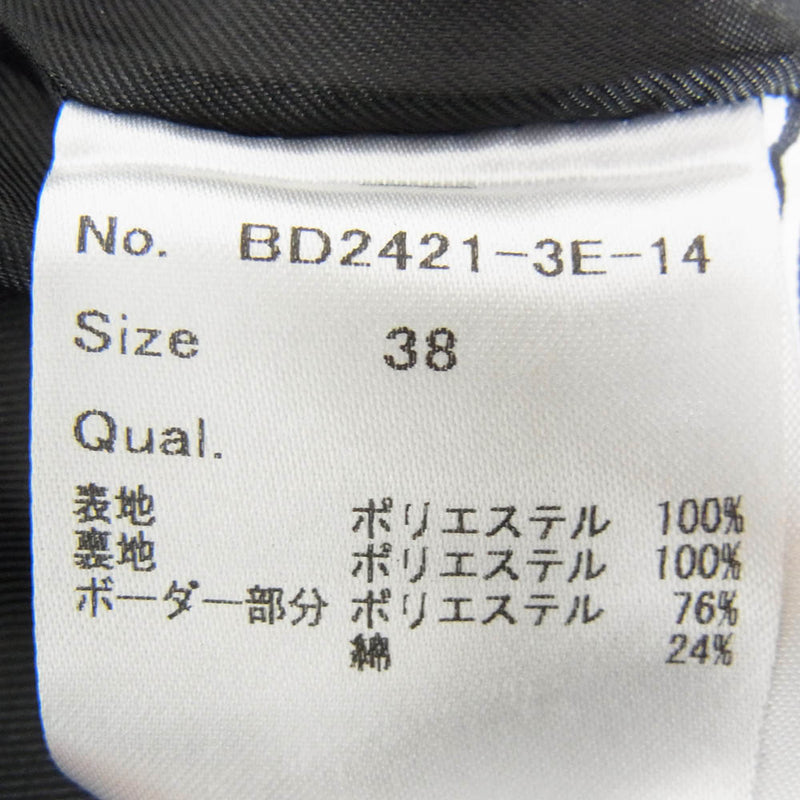 No. BD2421-3E-14
Size 38
Qual.
表地 ポリエステル 100%
裏地 ポリエステル 100%
ボーダー部分 ポリエステル 76%
綿 24%